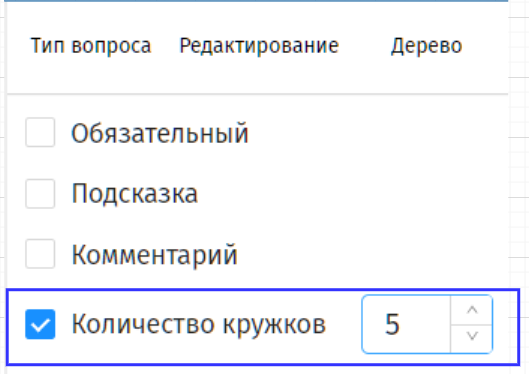 Тип вопроса Редактирование Дерево
Обязательный
Подсказка
Комментарий
Количество кружков 5